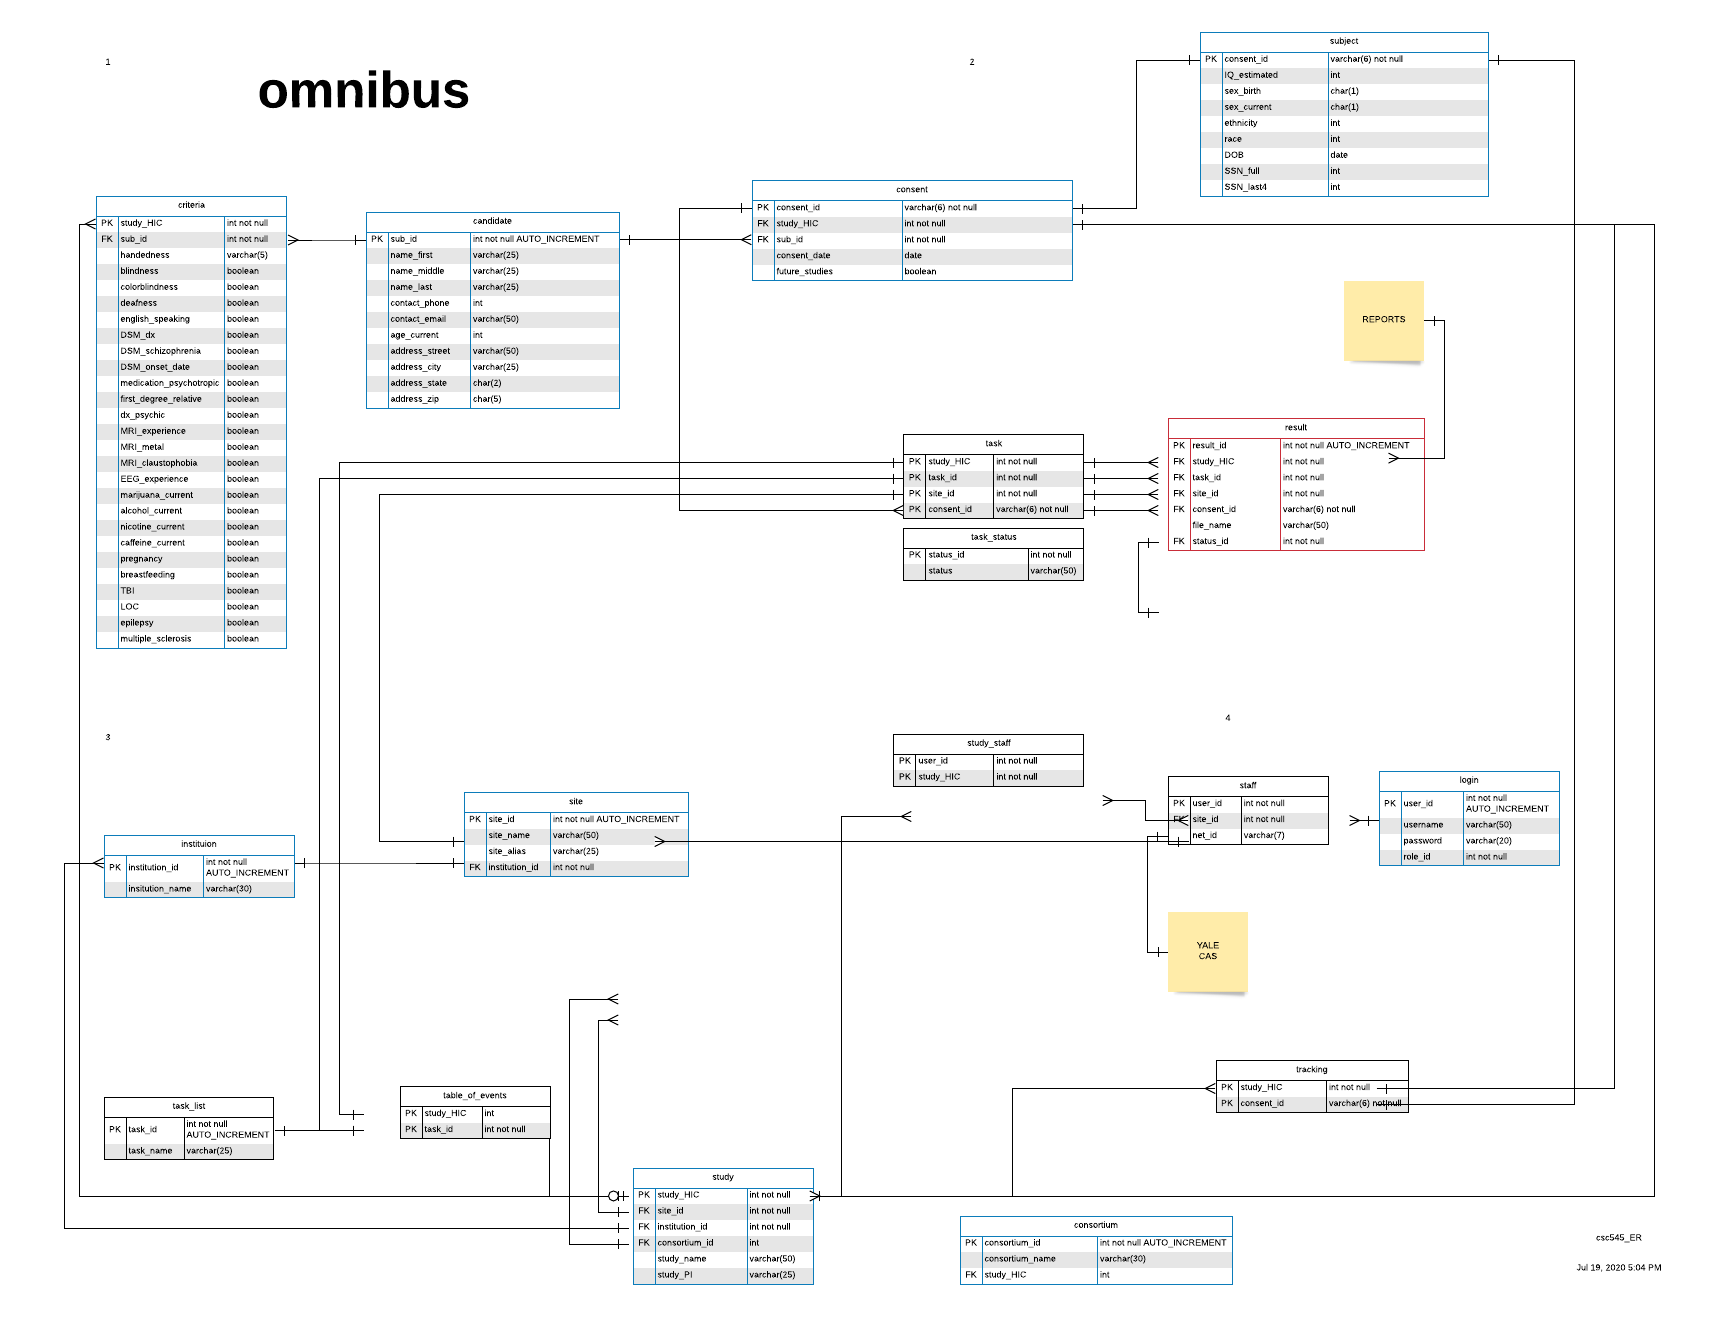 1
omnibus
2
subject
PK consent_id varchar(6) not null
IQ_estimated int
sex_birth char(1)
sex_current char(1)
ethnicity int
race int
DOB date
SSN_full int
SSN_last4 int
consent
PK consent_id varchar(6) not null
FK study_HIC int not null
FK sub_id int not null
consent_date date
future_studies boolean
criteria
PK study_HIC int not null
FK sub_id int not null
handedness varchar(5)
blindness boolean
colorblindness boolean
deafness boolean
english_speaking boolean
DSM_dx boolean
DSM_schizophrenia boolean
DSM_onset_date boolean
medication_psychotropic boolean
first_degree_relative boolean
dx_psychic boolean
MRI_experience boolean
MRI_metal boolean
MRI_claustophobia boolean
EEG_experience boolean
marijuana_current boolean
alcohol_current boolean
nicotine_current boolean
caffeine_current boolean
pregnancy boolean
breastfeeding boolean
TBI boolean
LOC boolean
epilepsy boolean
multiple_sclerosis boolean
candidate
PK sub_id int not null AUTO_INCREMENT
name_first varchar(25)
name_middle varchar(25)
name_last varchar(25)
contact_phone int
contact_email varchar(50)
age_current int
address_street varchar(50)
address_city varchar(25)
address_state char(2)
address_zip char(5)
REPORTS
task
PK study_HIC int not null
PK task_id int not null
PK site_id int not null
PK consent_id varchar(6) not null
task_status
PK status_id int not null
status varchar(50)
result
PK result_id int not null AUTO_INCREMENT
FK study_HIC int not null
FK task_id int not null
FK site_id int not null
FK consent_id varchar(6) not null
file_name varchar(50)
FK status_id int not null
3
4
study_staff
PK user_id int not null
PK study_HIC int not null
staff
PK user_id int not null
FK site_id int not null
net_id varchar(7)
login
PK user_id int not null
AUTO_INCREMENT
username varchar(50)
password varchar(20)
role_id int not null
site
PK site_id int not null AUTO_INCREMENT
site_name varchar(50)
site_alias varchar(25)
FK institution_id int not null
instituion
PK institution_id int not null
AUTO_INCREMENT
insitution_name varchar(30)
YALE
CAS
tracking
PK study_HIC int not null
PK consent_id varchar(6) not null
task_list
PK task_id int not null
AUTO_INCREMENT
task_name varchar(25)
table_of_events
PK study_HIC int
PK task_id int not null
study
PK study_HIC int not null
FK site_id int not null
FK institution_id int not null
FK consortium_id int
study_name varchar(50)
study_PI varchar(25)
consortium
PK consortium_id int not null AUTO_INCREMENT
consortium_name varchar(30)
FK study_HIC int
csc545_ER
Jul 19, 2020 5:04 PM